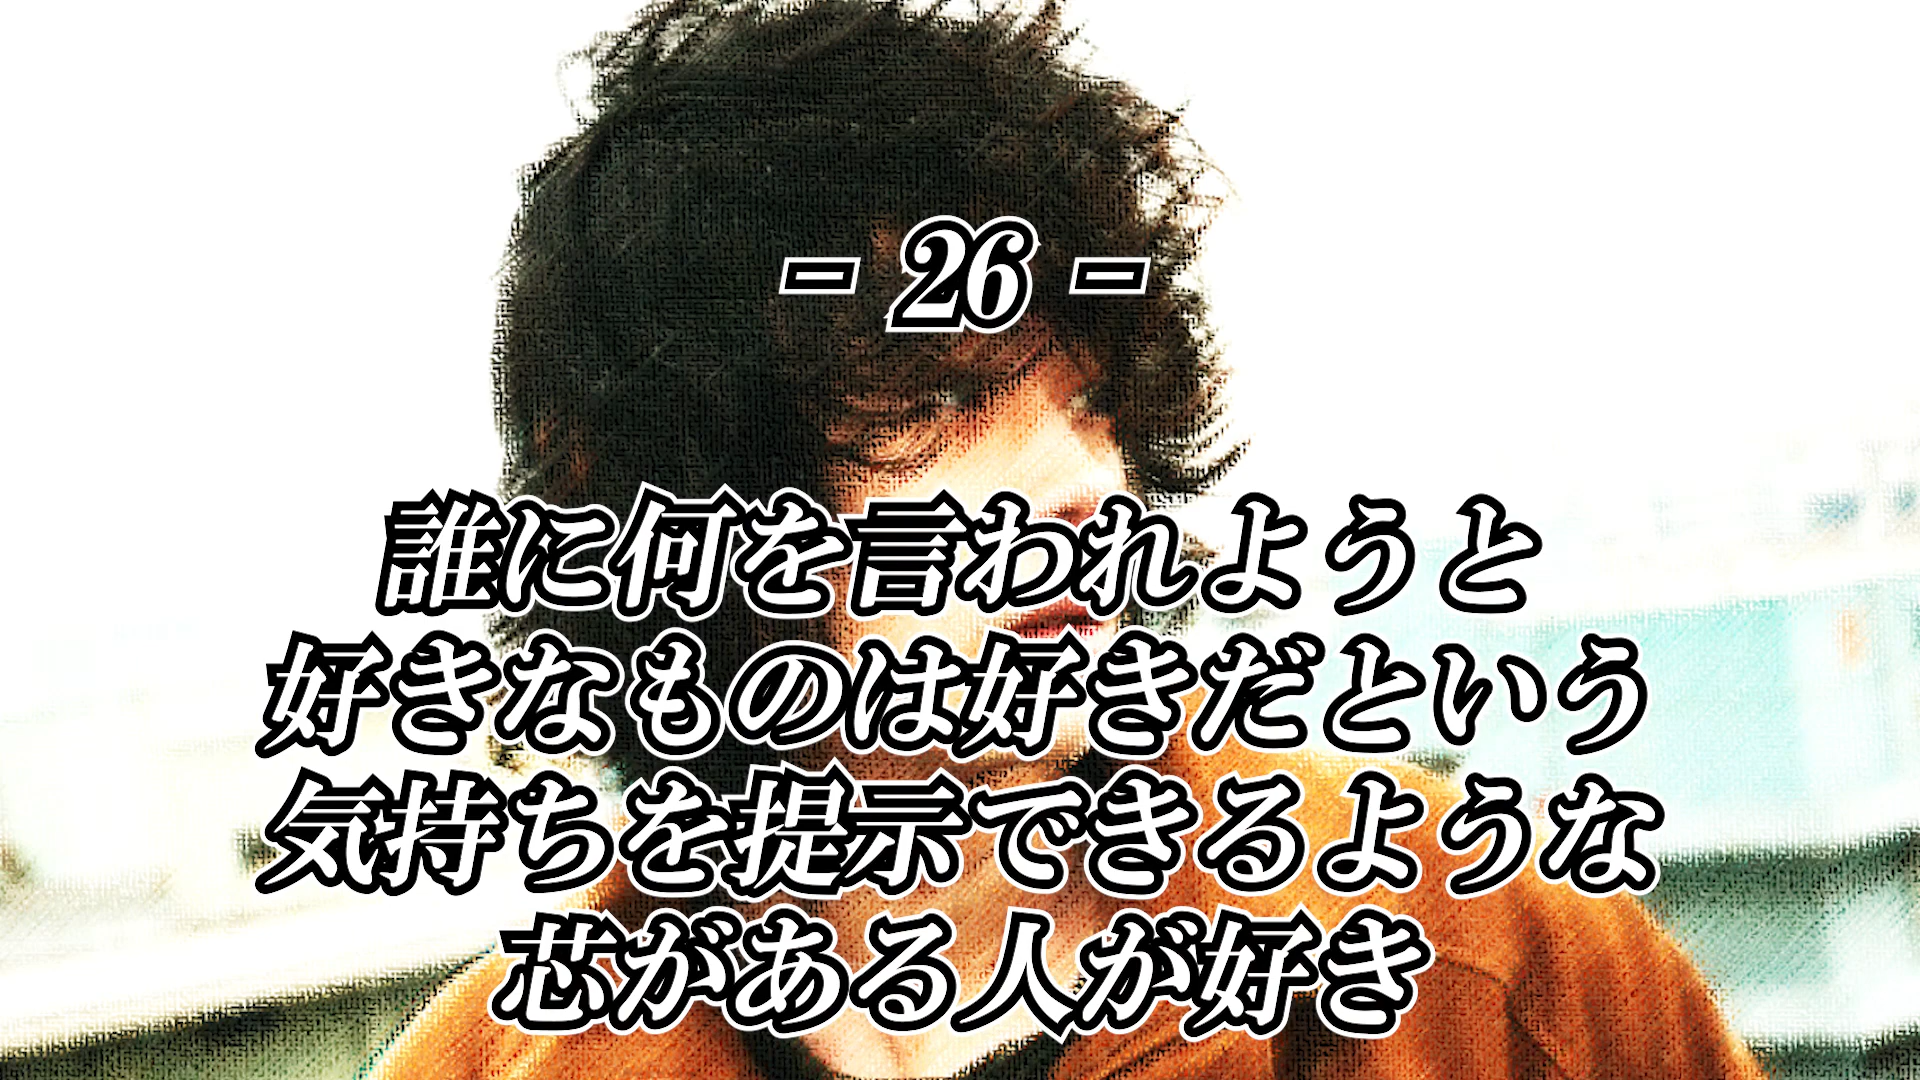 - 26 -
誰に何を言われようと
好きなものは好きだという
気持ちを提示できるような
芯がある人が好き